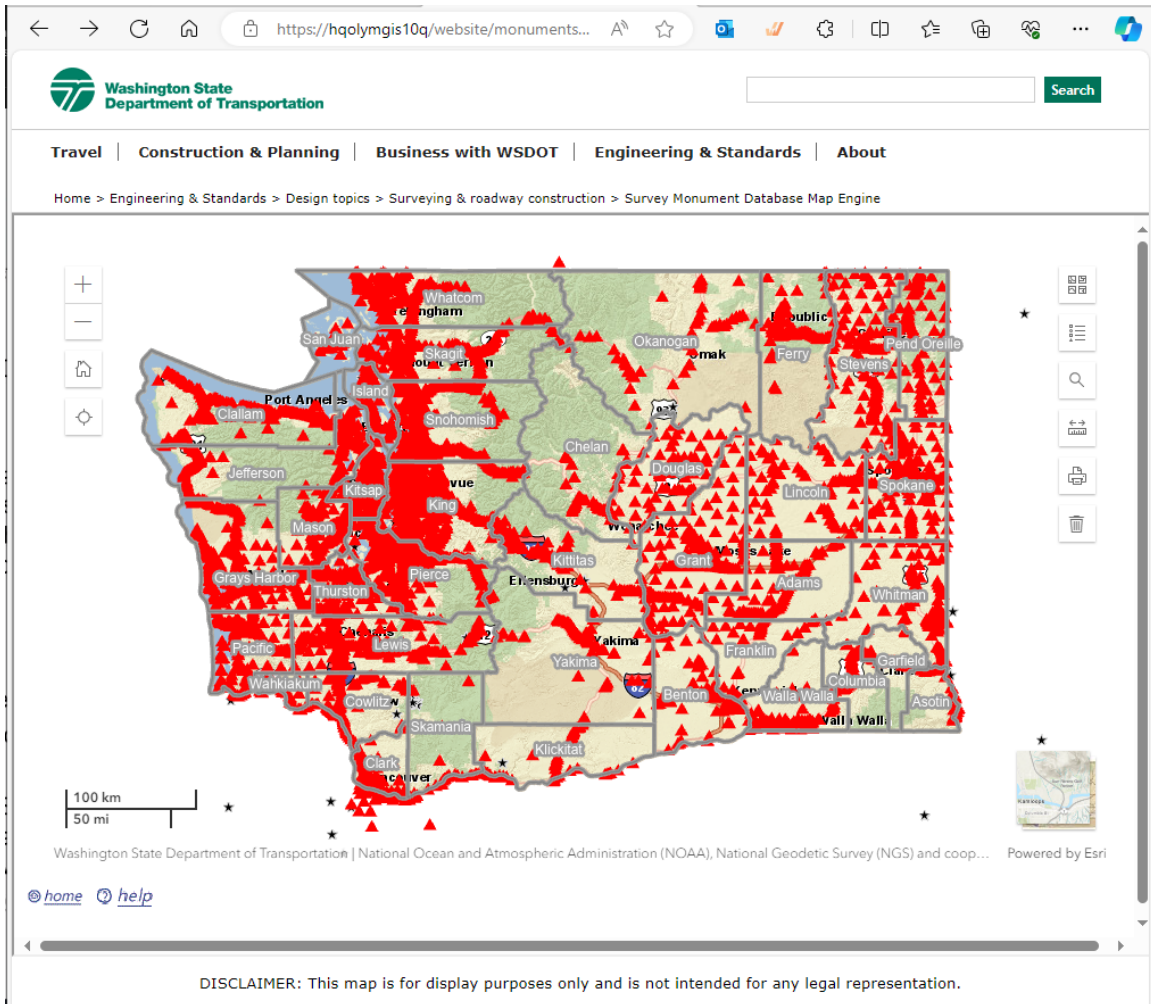 https://hqolymgis10q/website/monuments...
Washington State
Department of Transportation
Search
Travel | Construction & Planning | Business with WSDOT | Engineering & Standards | About
Home > Engineering & Standards > Design topics > Surveying & roadway construction > Survey Monument Database Map Engine
Whatcom
San Juan
Skagit
Okanogan
Omak
Ferry
Stevens
Pend Oreille
Island
Port Angeles
Clallam
Snohomish
Chelan
Douglas
Jefferson
Kitsap
King
Lincoln
Spokane
Mason
Kittitas
Grant
Adams
Grays Harbor
Thurston
Pierce
Ellensburg
Whitman
Pacific
Lewis
Yakima
Yakima
Franklin
Garfield
Wahkiakum
Cowlitz
Skamania
Benton
Walla Walla
Columbia
Asotin
Walla Walla
Klickitat
Clark
82
100 km
50 mi
Kamloops
Washington State Department of Transportation | National Ocean and Atmospheric Administration (NOAA), National Geodetic Survey (NGS) and coop... Powered by Esri
home help
DISCLAIMER: This map is for display purposes only and is not intended for any legal representation.